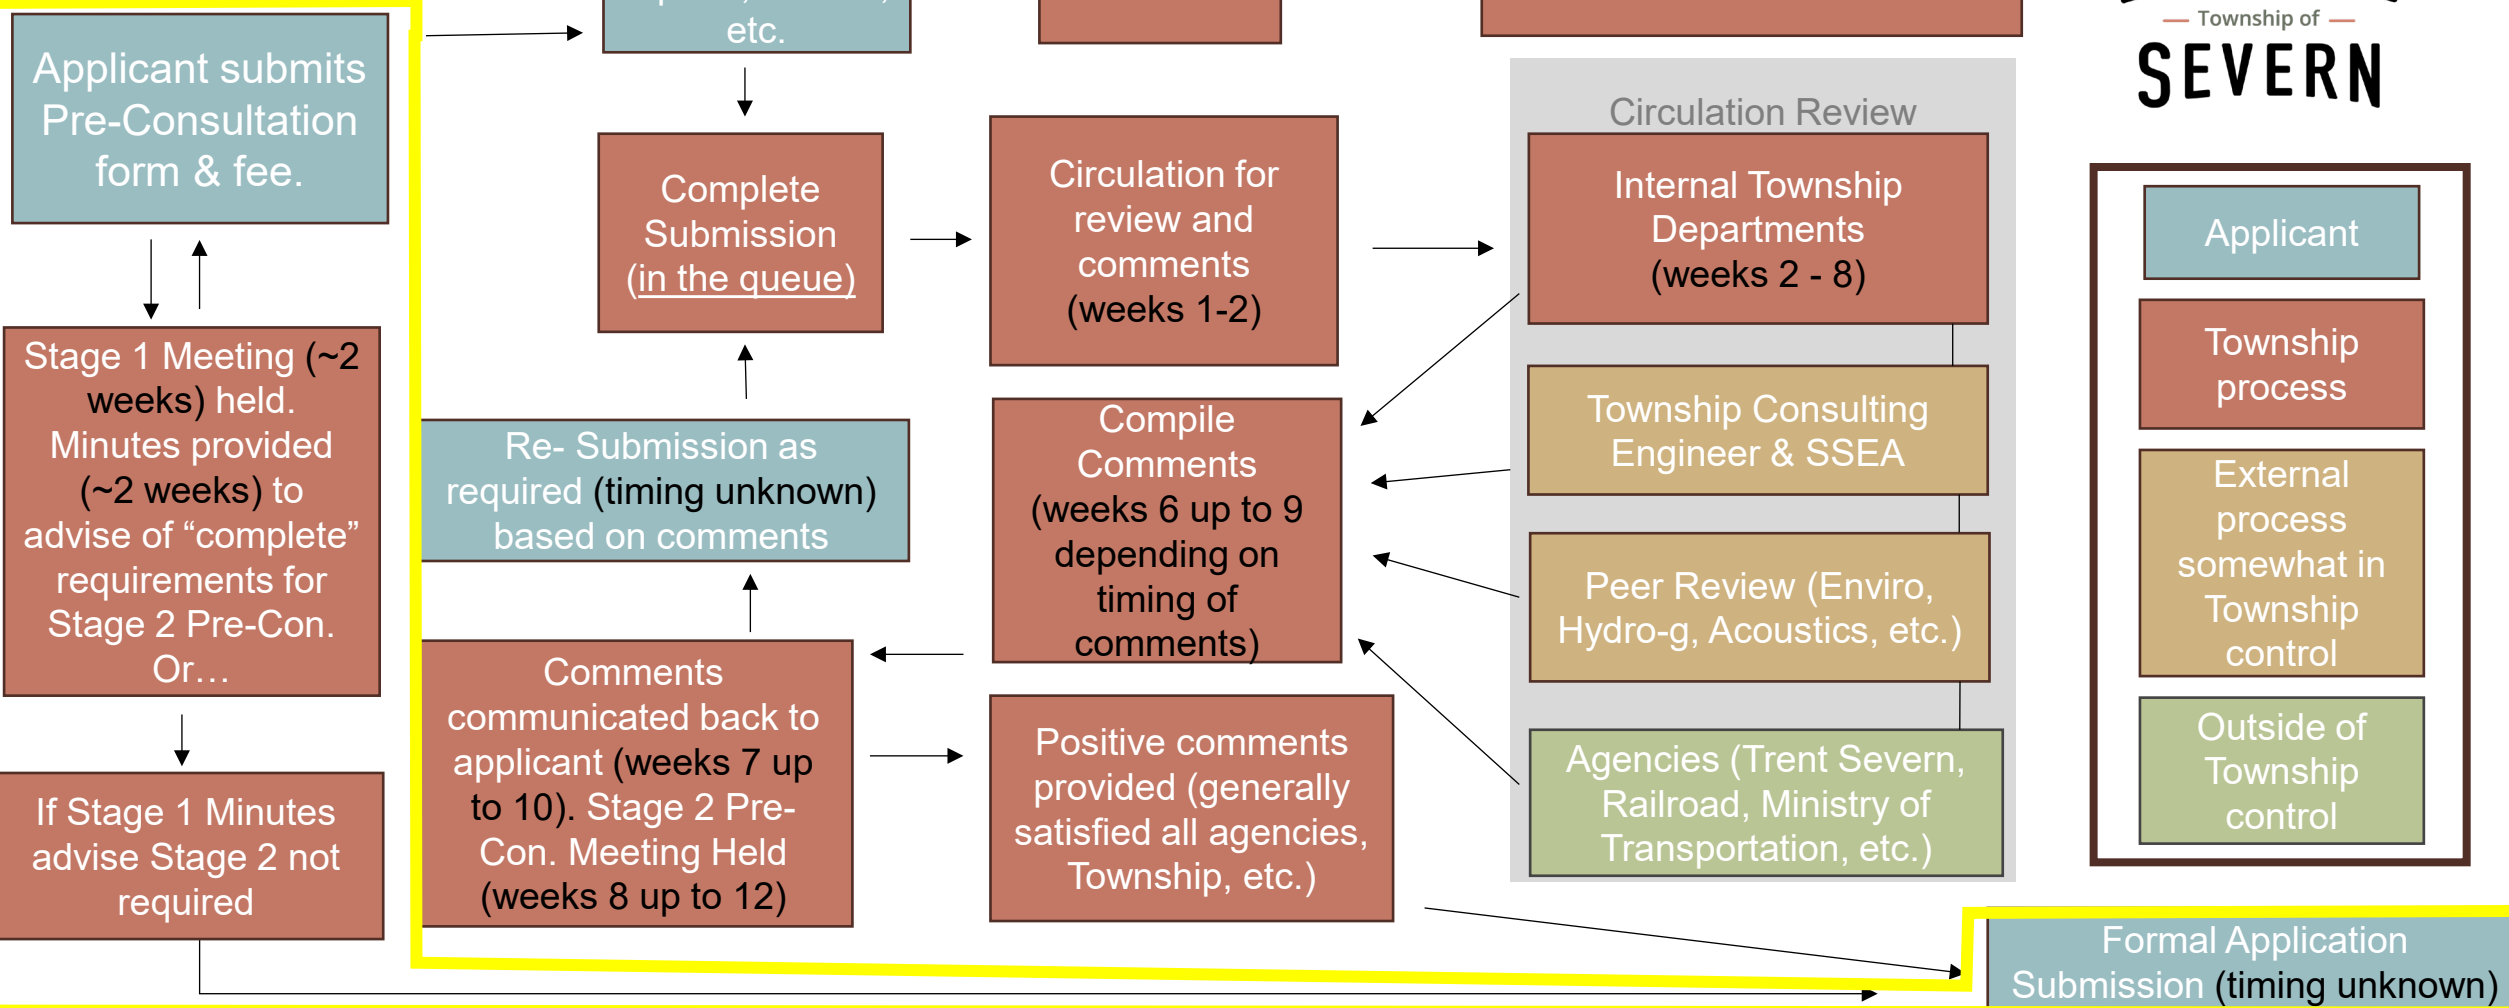 Applicant submits
Pre-Consultation
form & fee.
Stage 1 Meeting (~2
weeks) held.
Minutes provided
(~2 weeks) to
advise of “complete”
requirements for
Stage 2 Pre-Con.
Or…
If Stage 1 Minutes
advise Stage 2 not
required
etc.
Complete
Submission
(in the queue)
Re- Submission as
required (timing unknown)
based on comments
Comments
communicated back to
applicant (weeks 7 up
to 10). Stage 2 Pre-
Con. Meeting Held
(weeks 8 up to 12)
Circulation for
review and
comments
(weeks 1-2)
Compile
Comments
(weeks 6 up to 9
depending on
timing of
comments)
Positive comments
provided (generally
satisfied all agencies,
Township, etc.)
Circulation Review
Internal Township
Departments
(weeks 2 - 8)
Township Consulting
Engineer & SSEA
Peer Review (Enviro,
Hydro-g, Acoustics, etc.)
Agencies (Trent Severn,
Railroad, Ministry of
Transportation, etc.)
Township of
SEVERN
Applicant
Township
process
External
process
somewhat in
Township
control
Outside of
Township
control
Formal Application
Submission (timing unknown)